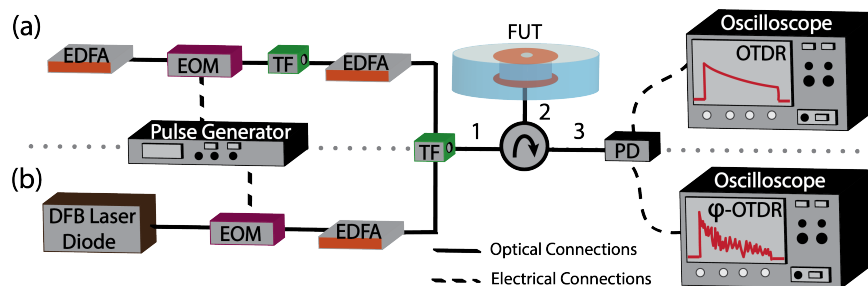 (a)
EDFA
EOM
TF
EDFA
FUT
Oscilloscope
OTDR
Pulse Generator
1
2
3
TF
PD
(b)
DFB Laser
Diode
EOM
EDFA
Oscilloscope
φ-OTDR
Optical Connections
Electrical Connections